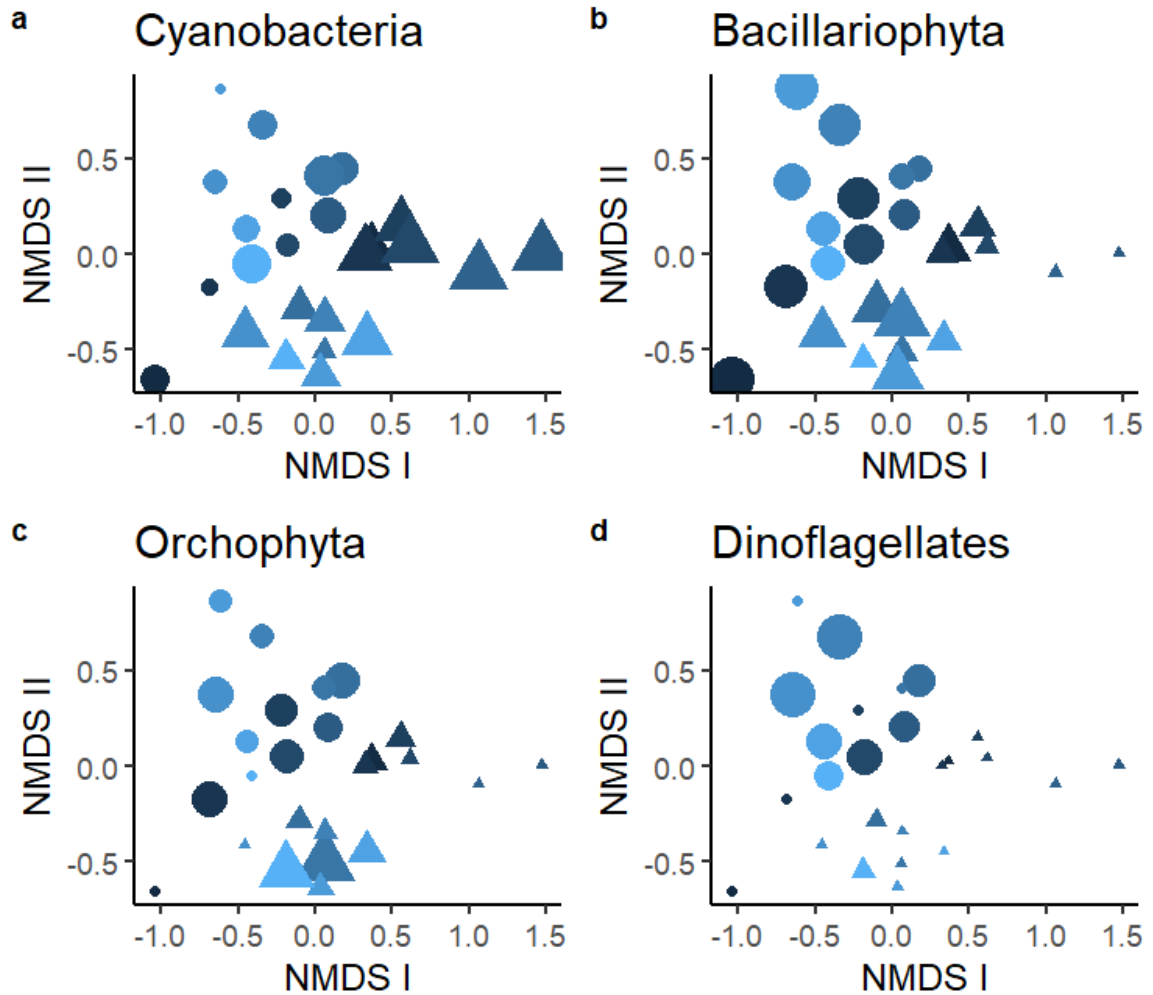 a
Cyanobacteria
NMDS II
0.5
0.0
-0.5
-1.0 -0.5 0.0 0.5 1.0 1.5
NMDS I
b
Bacillariophyta
NMDS II
0.5
0.0
-0.5
-1.0 -0.5 0.0 0.5 1.0 1.5
NMDS I
c
Orchophyta
NMDS II
0.5
0.0
-0.5
-1.0 -0.5 0.0 0.5 1.0 1.5
NMDS I
d
Dinoflagellates
NMDS II
0.5
0.0
-0.5
-1.0 -0.5 0.0 0.5 1.0 1.5
NMDS I